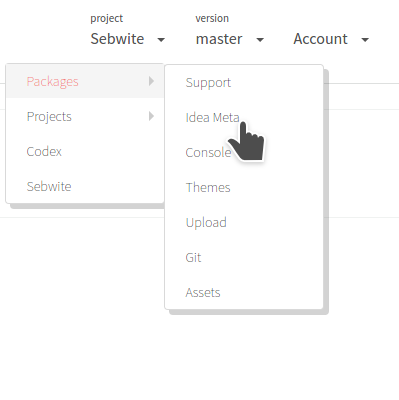 project
version
Sebwite
master
Account
Packages
Projects
Codex
Sebwite
Support
Idea Meta
Console
Themes
Upload
Git
Assets